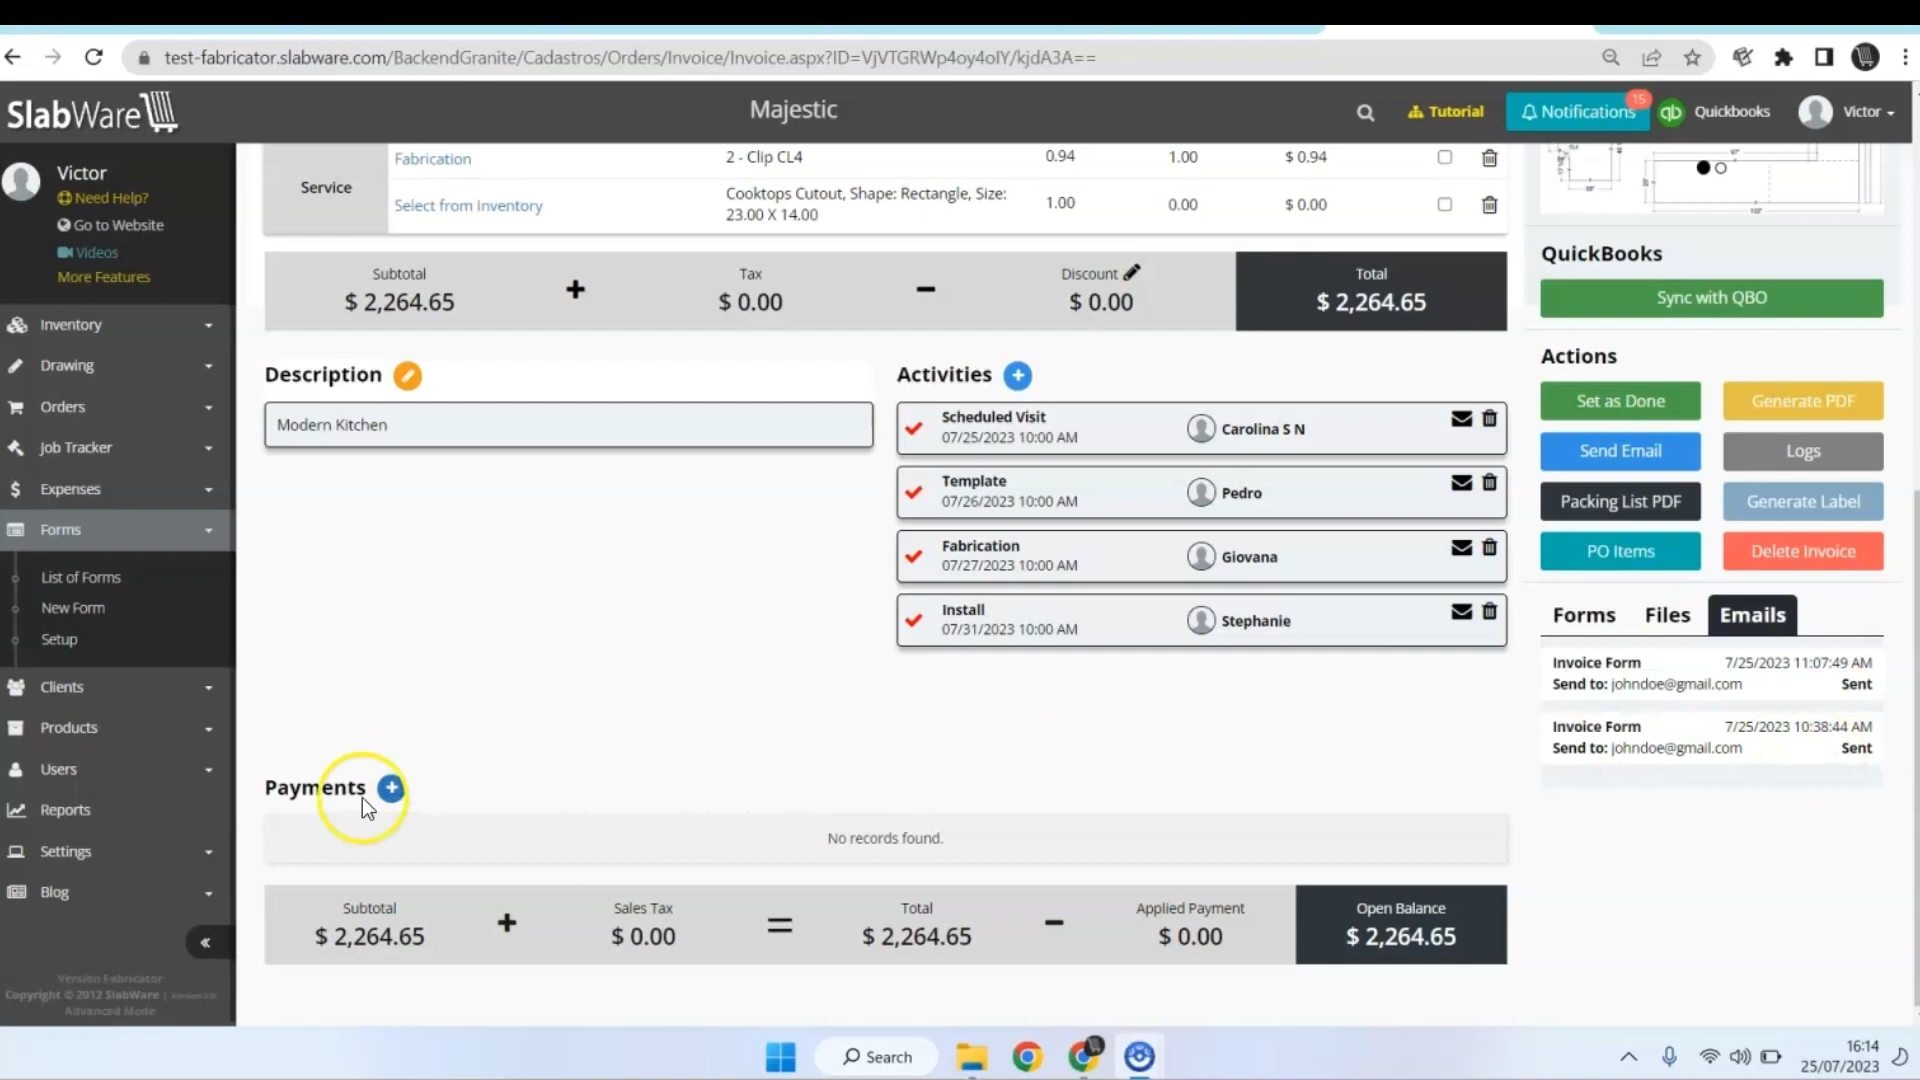 test-fabricator.slabware.com/BackendGranite/Cadastros/Orders/Invoice/Invoice.aspx?ID=VjVTGRWp4oy4oIY/kjdA3A==
SlabWare
Majestic
Tutorial
Notifications
15
qb
Quickbooks
Victor
Victor
Need Help?
Go to Website
Videos
More Features
Inventory
Drawing
Orders
Job Tracker
Expenses
Forms
List of Forms
New Form
Setup
Clients
Products
Users
Reports
Settings
Blog
Version Fabricator
Copyright © 2012 SlabWare
Advanced Mode
Service
Fabrication
2 - Clip CL4
0.94
1.00
$ 0.94
Select from Inventory
Cooktops Cutout, Shape: Rectangle, Size:
23.00 X 14.00
1.00
0.00
$ 0.00
Subtotal
$ 2,264.65
Tax
$ 0.00
Discount
$ 0.00
Total
$ 2,264.65
Description
Modern Kitchen
Activities
Scheduled Visit
07/25/2023 10:00 AM
Carolina S N
Template
07/26/2023 10:00 AM
Pedro
Fabrication
07/27/2023 10:00 AM
Giovana
Install
07/31/2023 10:00 AM
Stephanie
Payments
No records found.
Subtotal
$ 2,264.65
Sales Tax
$ 0.00
Total
$ 2,264.65
Applied Payment
$ 0.00
Open Balance
$ 2,264.65
QuickBooks
Sync with QBO
Actions
Set as Done
Generate PDF
Send Email
Logs
Packing List PDF
Generate Label
PO Items
Delete Invoice
Forms
Files
Emails
Invoice Form
7/25/2023 11:07:49 AM
Send to: johndoe@gmail.com
Sent
Invoice Form
7/25/2023 10:38:44 AM
Send to: johndoe@gmail.com
Sent
Search
16:14
25/07/2023